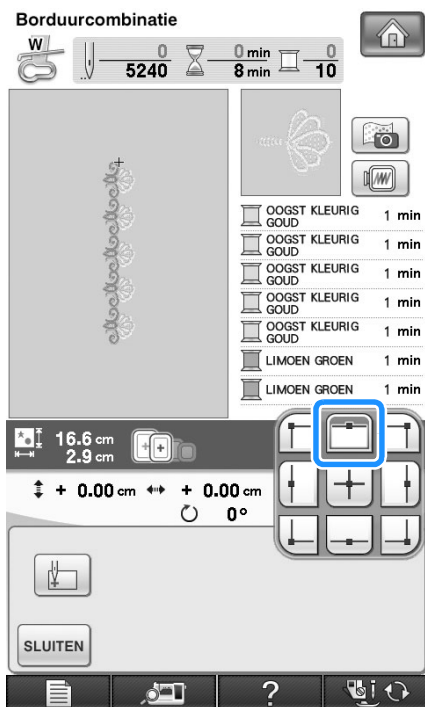 Borduurcombinatie
W
0
5240
0 min
8 min
0
10
OOGST KLEURIG
GOUD
1 min
OOGST KLEURIG
GOUD
1 min
OOGST KLEURIG
GOUD
1 min
OOGST KLEURIG
GOUD
1 min
OOGST KLEURIG
GOUD
1 min
LIMOEN GROEN 1 min
LIMOEN GROEN 1 min
16.6 cm
2.9 cm
+ 0.00 cm + 0.00 cm
0°
SLUITEN
?